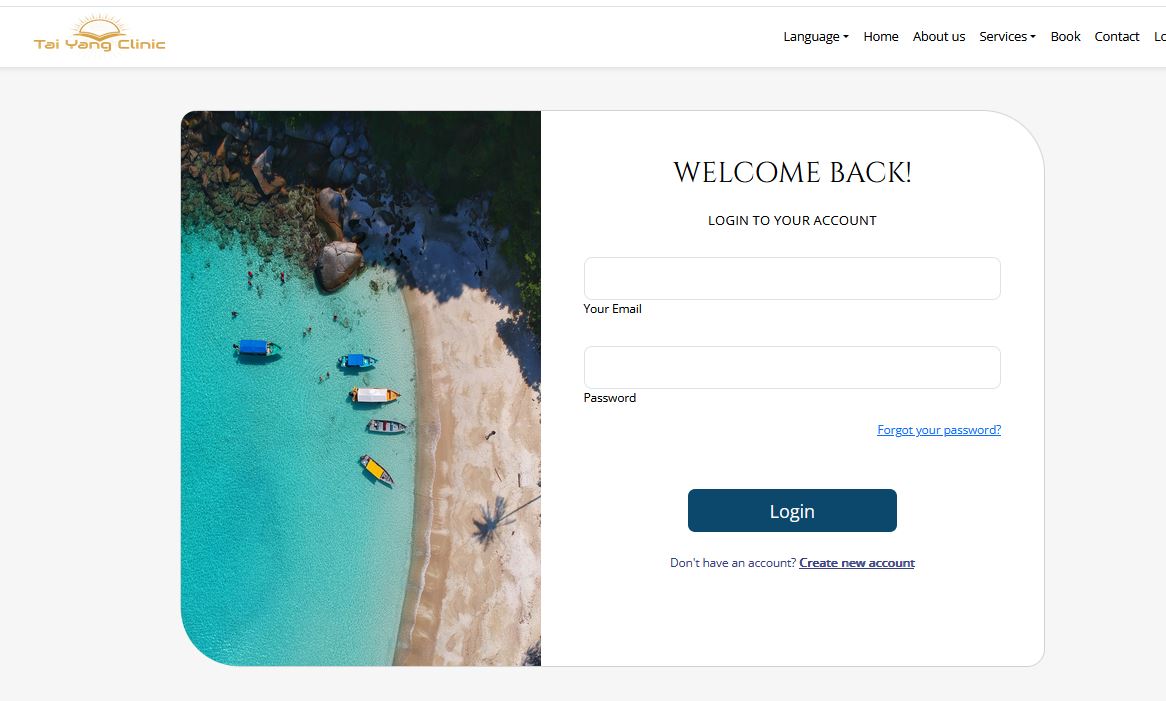 Tai Yang Clinic
Language Home About us Services Book Contact
WELCOME BACK!
LOGIN TO YOUR ACCOUNT
Your Email
Password
Forgot your password?
Login
Don't have an account? Create new account